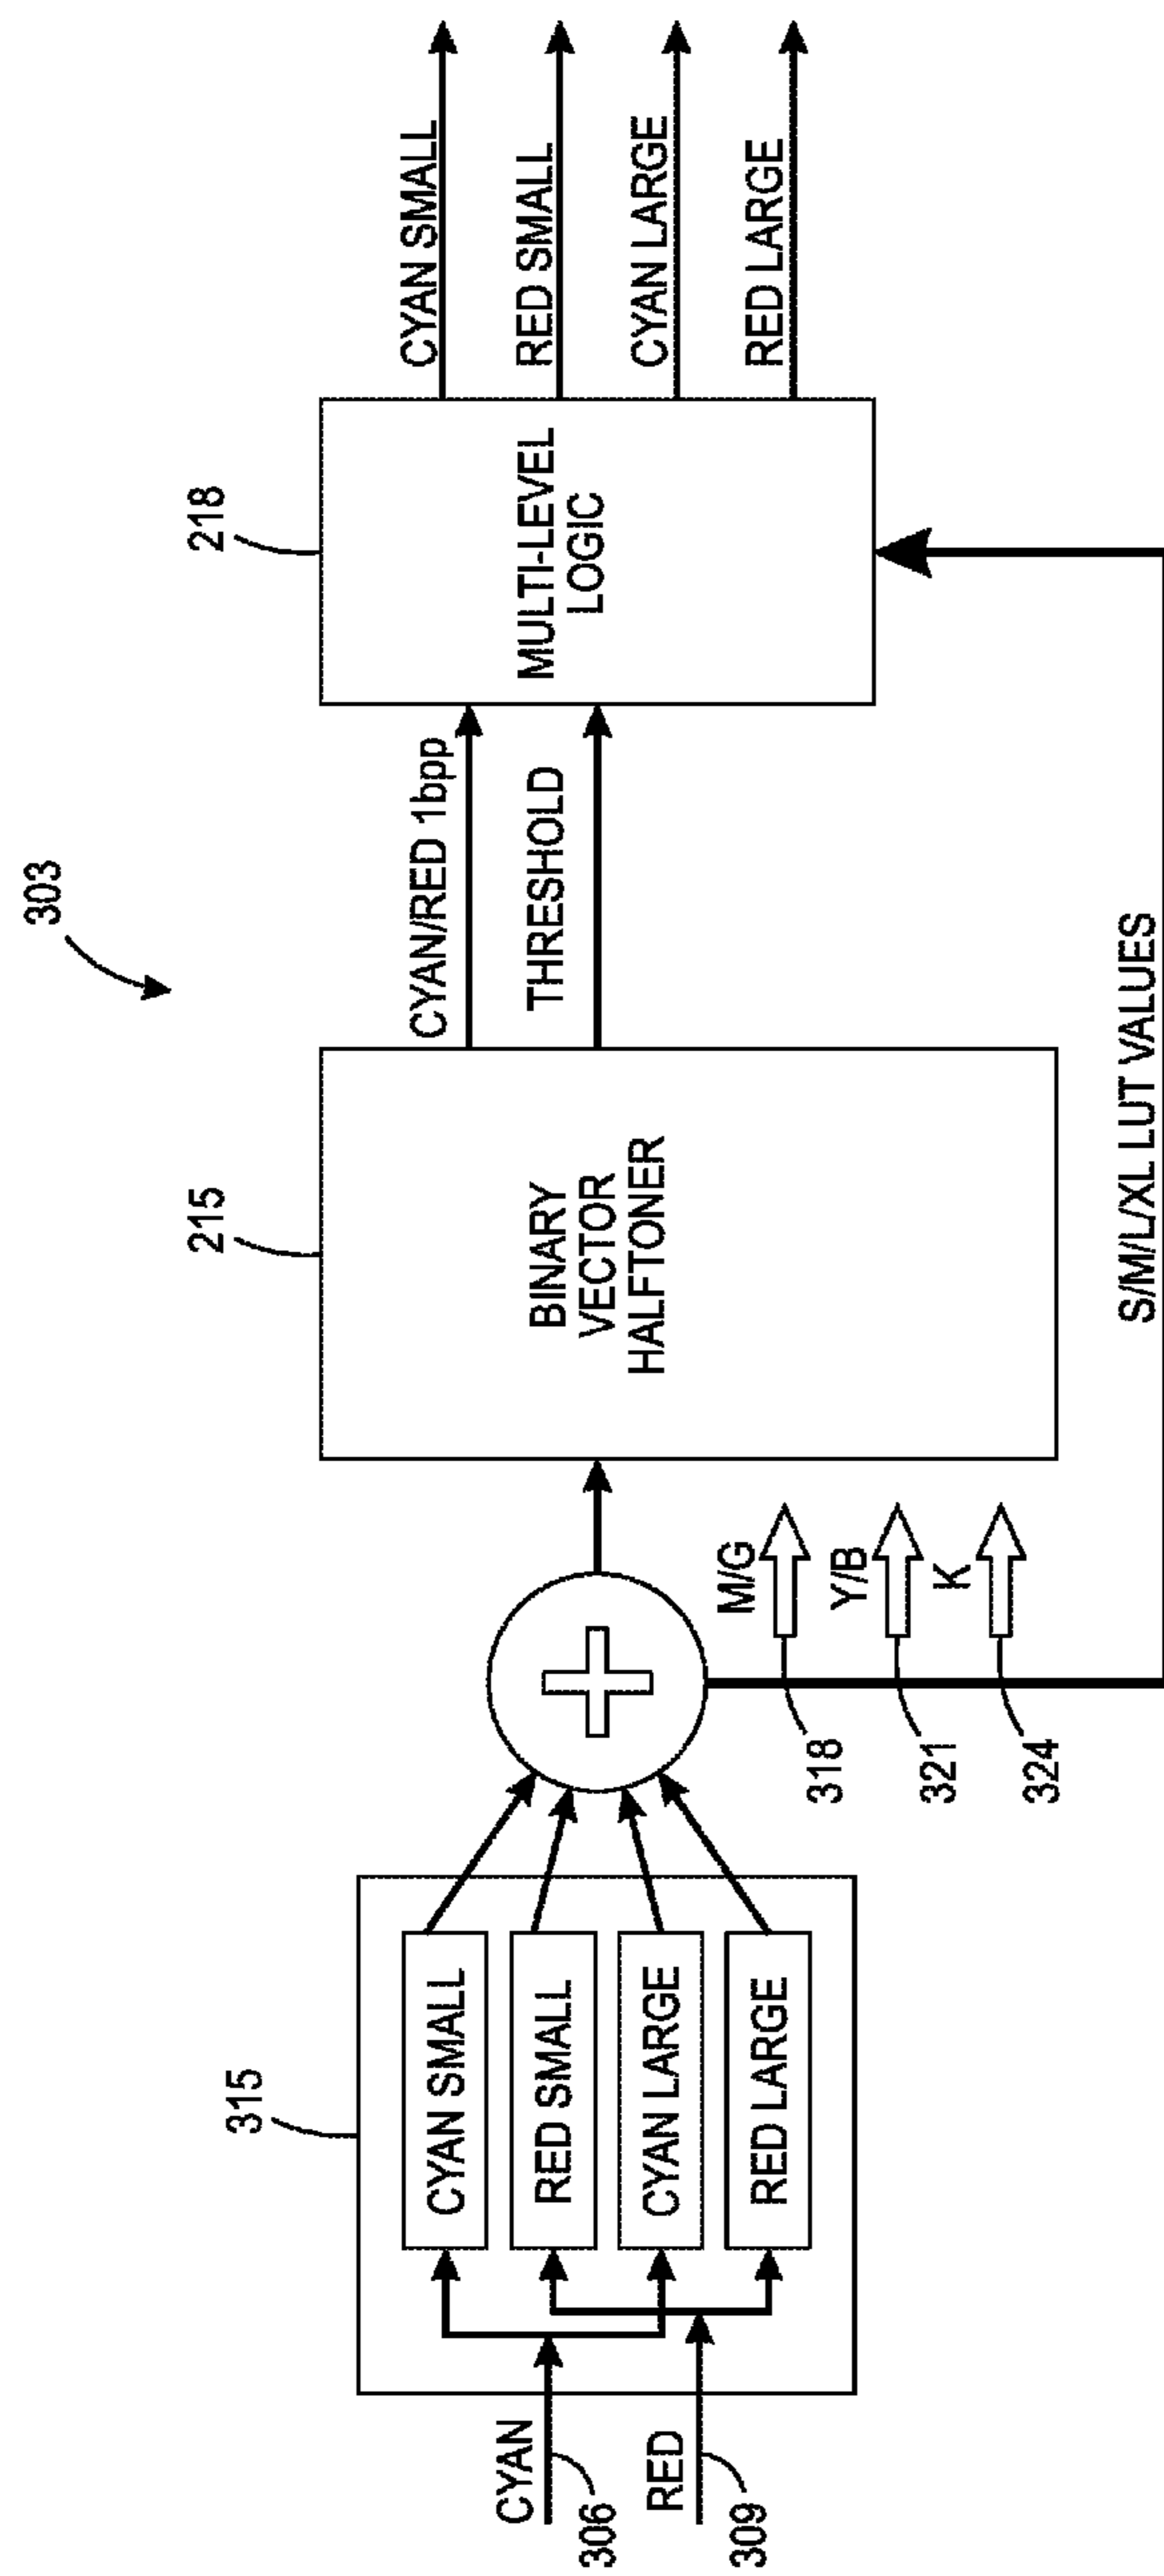 303
315
215
218
CYAN
306
RED
309
CYAN SMALL
RED SMALL
CYAN LARGE
RED LARGE
M/G
318
Y/B
321
K
324
BINARY
VECTOR
HALFTONER
CYAN/RED 1bpp
THRESHOLD
MULTI-LEVEL
LOGIC
CYAN SMALL
RED SMALL
CYAN LARGE
RED LARGE
S/M/L/XL LUT VALUES